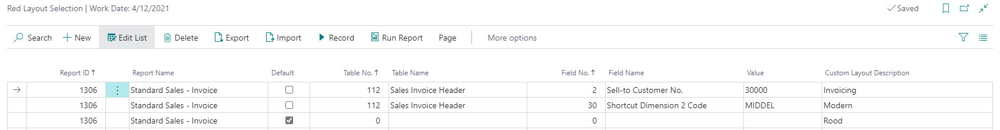 Red Layout Selection | Work Date: 4/12/2021 Saved
Search New Edit List Delete Export Import Record Run Report Page More options
Report ID ↑ Report Name Default Table No. ↑ Table Name Field No. ↑ Field Name Value Custom Layout Description
1306 Standard Sales - Invoice 112 Sales Invoice Header 2 Sell-to Customer No. 30000 Invoicing
1306 Standard Sales - Invoice 112 Sales Invoice Header 30 Shortcut Dimension 2 Code MIDDEL Modern
1306 Standard Sales - Invoice 0 0 Rood